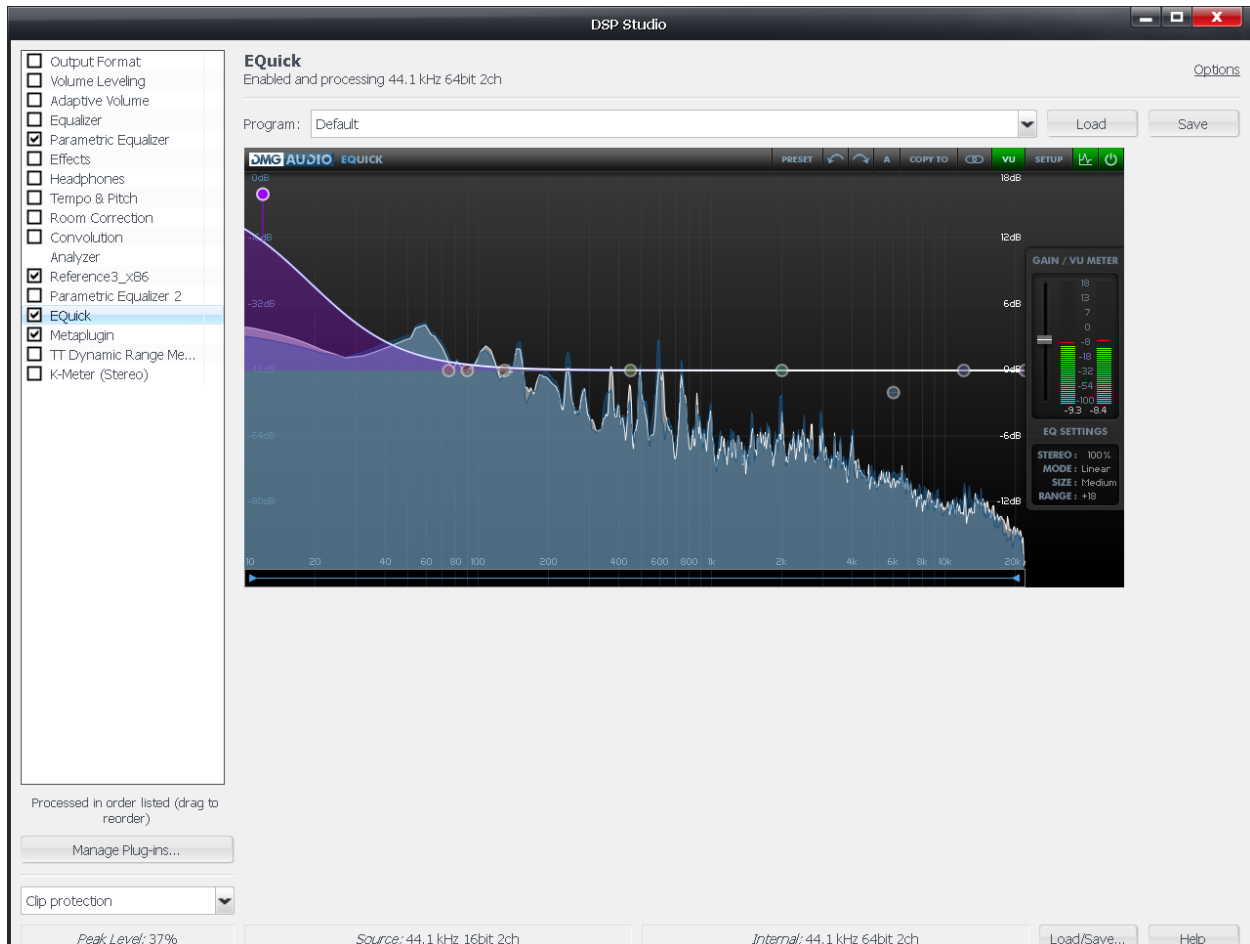 DSP Studio
Output Format
Volume Leveling
Adaptive Volume
Equalizer
Parametric Equalizer
Effects
Headphones
Tempo & Pitch
Room Correction
Convolution
Analyzer
Reference3_x86
Parametric Equalizer 2
EQuick
Metaplugin
TT Dynamic Range Me...
K-Meter (Stereo)
Processed in order listed (drag to
reorder)
Manage Plug-ins...
Clip protection
Peak Level: 37%
EQuick
Enabled and processing 44.1 kHz 64bit 2ch
Options
Program: Default
Load
Save
DMG AUDIO EQUICK
PRESET
A
COPY TO
VU
SETUP
0dB
18dB
12dB
-32dB
6dB
0dB
-64dB
-6dB
-80dB
-12dB
10 20 40 60 80 100 200 400 600 800 1k 2k 4k 6k 8k 10k 20k
GAIN / VU METER
18
13
7
0
-8
-18
-32
-54
-100
-9.3 -8.4
EQ SETTINGS
STEREO: 100%
MODE: Linear
SIZE: Medium
RANGE: +18
Source: 44.1 kHz 16bit 2ch
Internal: 44.1 kHz 64bit 2ch
Load/Save...
Help